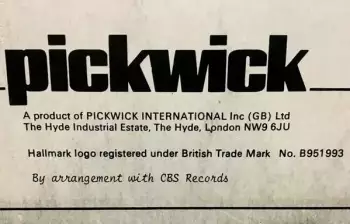 pickwick
A product of PICKWICK INTERNATIONAL Inc (GB) Ltd
The Hyde Industrial Estate, The Hyde, London NW9 6JU
Hallmark logo registered under British Trade Mark No. B951993
By arrangement with CBS Records